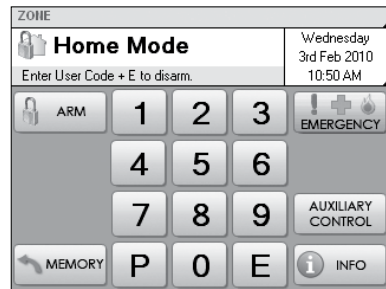 ZONE
Home Mode
Enter User Code + E to disarm.
Wednesday
3rd Feb 2010
10:50 AM
ARM
1 2 3
EMERGENCY
4 5 6
7 8 9
AUXILIARY
CONTROL
MEMORY
P 0 E
i INFO